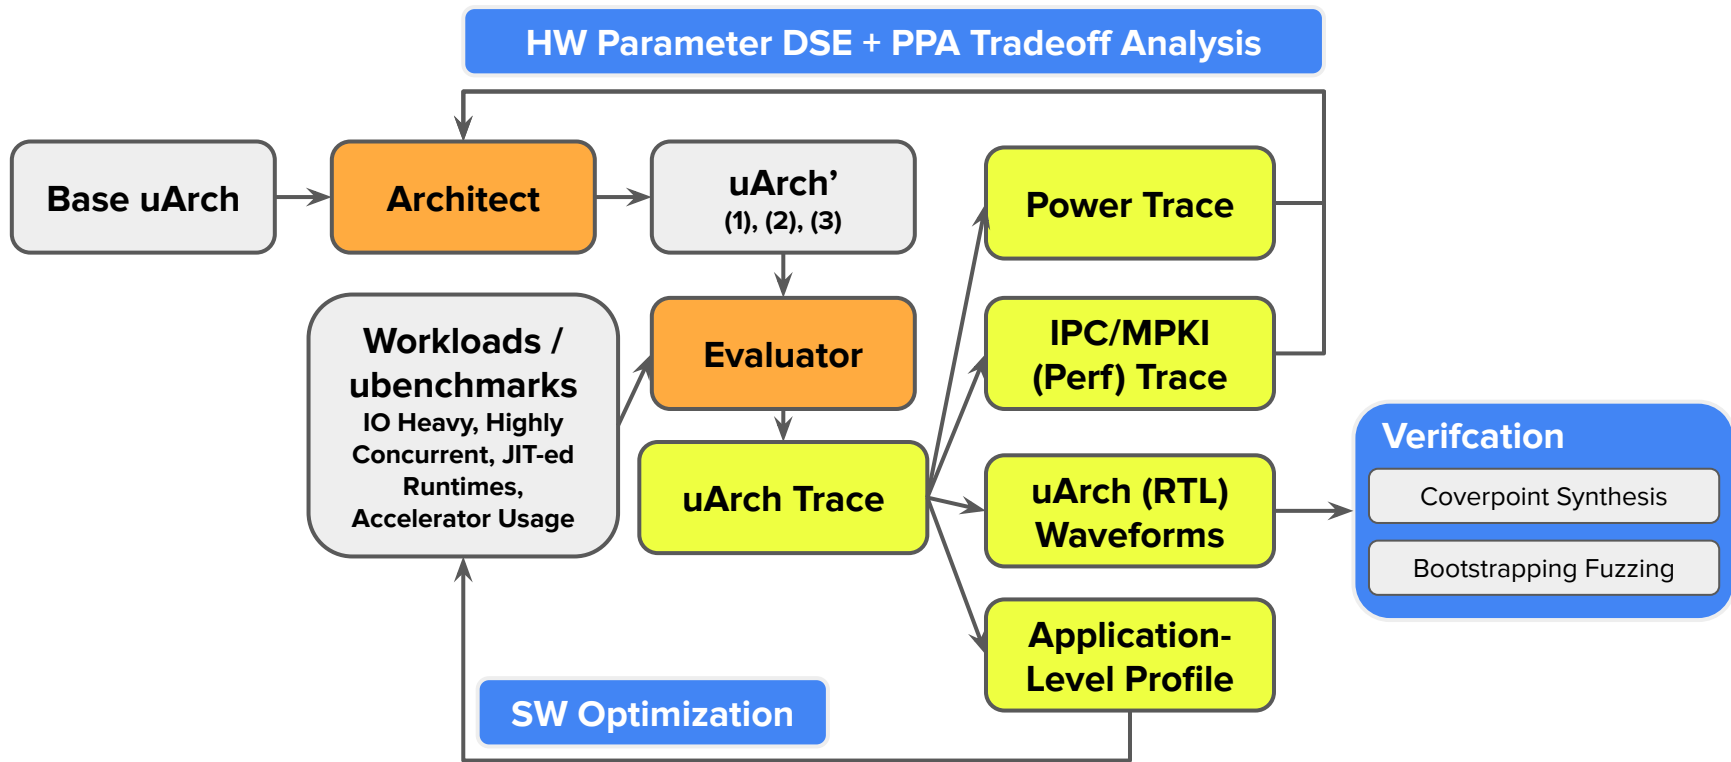 HW Parameter DSE + PPA Tradeoff Analysis
Base uArch
Architect
uArch’
(1), (2), (3)
Power Trace
Workloads /
ubenchmarks
IO Heavy, Highly
Concurrent, JIT-ed
Runtimes,
Accelerator Usage
Evaluator
IPC/MPKI
(Perf) Trace
uArch Trace
uArch (RTL)
Waveforms
Verifcation
Coverpoint Synthesis
Bootstrapping Fuzzing
Application-
Level Profile
SW Optimization